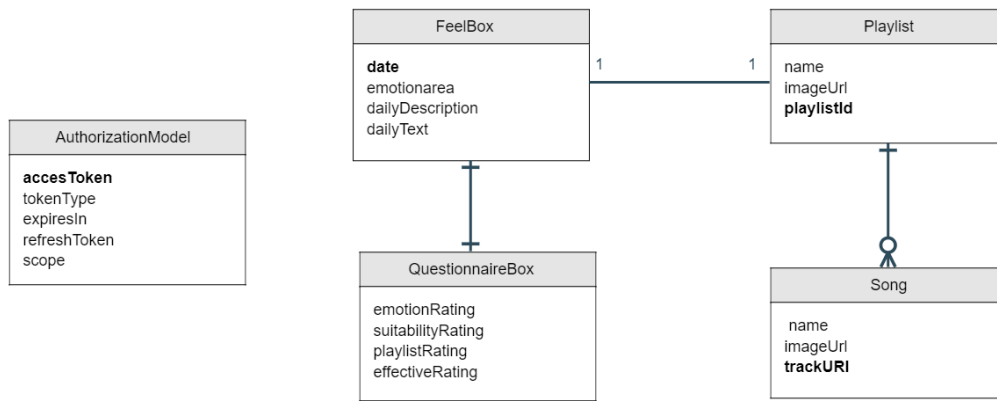 FeelBox
date
emotionarea
dailyDescription
dailyText
1
1
Playlist
name
imageUrl
playlistId
AuthorizationModel
accesToken
tokenType
expiresIn
refreshToken
scope
QuestionnaireBox
emotionRating
suitabilityRating
playlistRating
effectiveRating
Song
name
imageUrl
trackURI